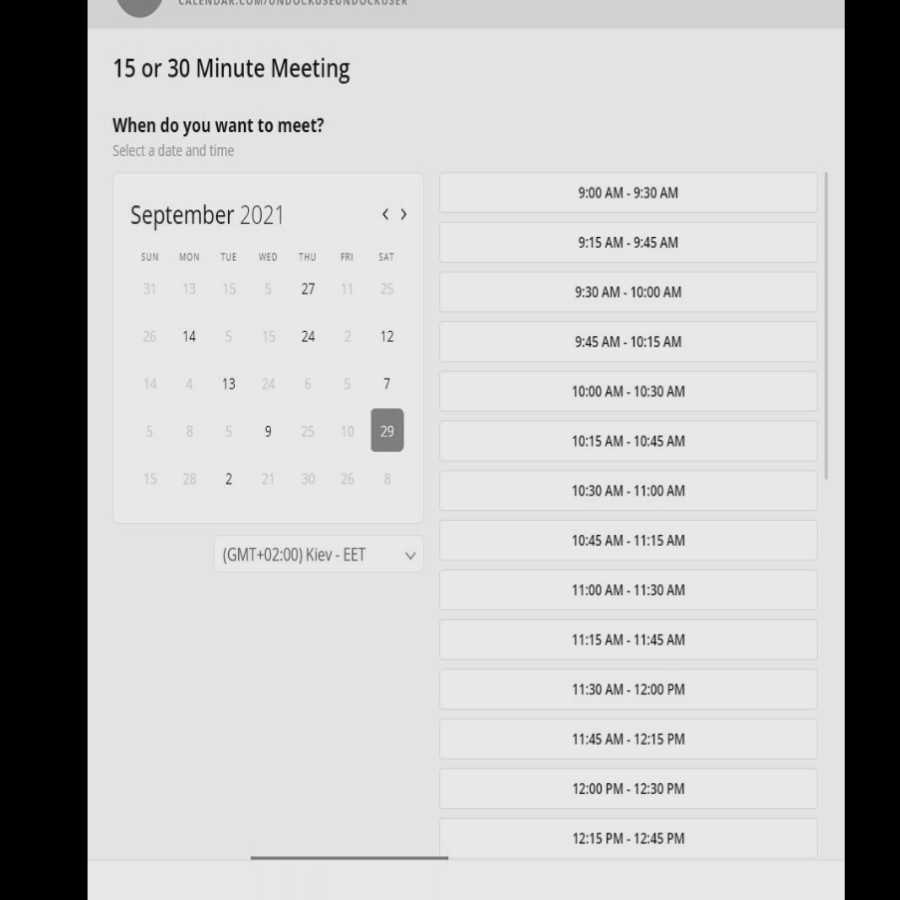 CALENDAR.COM/UNDOCKUSEUNDOCKUSER
15 or 30 Minute Meeting
When do you want to meet?
Select a date and time
September 2021
SUN MON TUE WED THU FRI SAT
31 13 15 5 27 11 25
26 14 5 15 24 2 12
14 4 13 24 6 5 7
5 8 5 9 25 10 29
15 28 2 21 30 26 8
(GMT+02:00) Kiev - EET
9:00 AM - 9:30 AM
9:15 AM - 9:45 AM
9:30 AM - 10:00 AM
9:45 AM - 10:15 AM
10:00 AM - 10:30 AM
10:15 AM - 10:45 AM
10:30 AM - 11:00 AM
10:45 AM - 11:15 AM
11:00 AM - 11:30 AM
11:15 AM - 11:45 AM
11:30 AM - 12:00 PM
11:45 AM - 12:15 PM
12:00 PM - 12:30 PM
12:15 PM - 12:45 PM